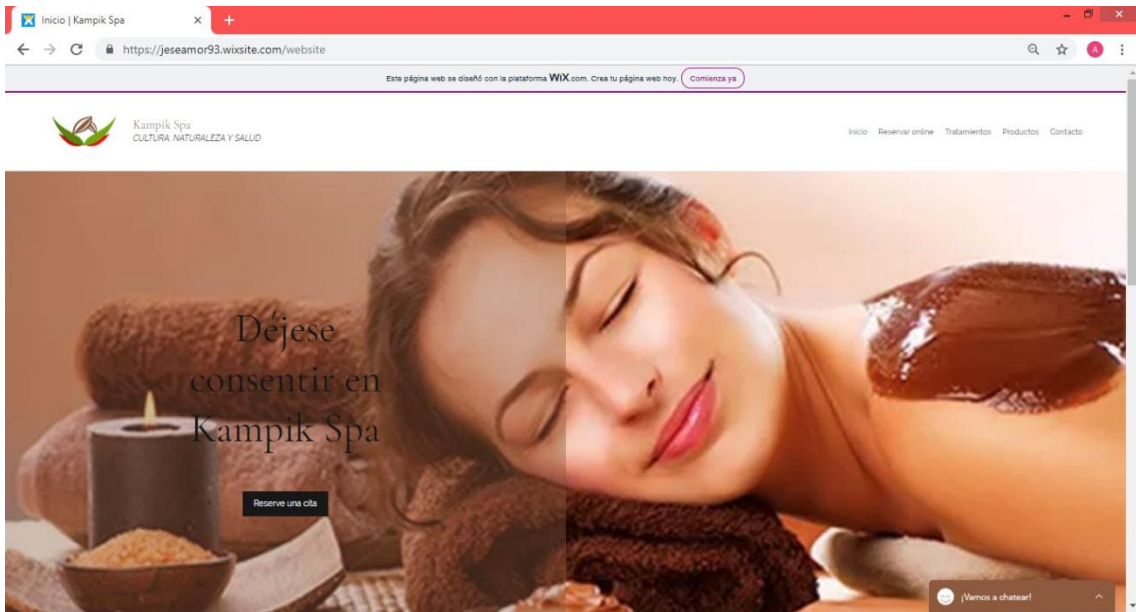 Inicio | Kampik Spa
https://jeseamor93.wixsite.com/website
A
Este página web se diseñó con la plataforma WiX.com. Crea tu página web hoy. Comienza ya
Kampik Spa
CULTURA. NATURALEZA Y SALUD
Inicio Reservar online Tratamientos Productos Contacto
Déjese
consentir en
Kampik Spa
Reserve una cita
¡Vamos a chatear!